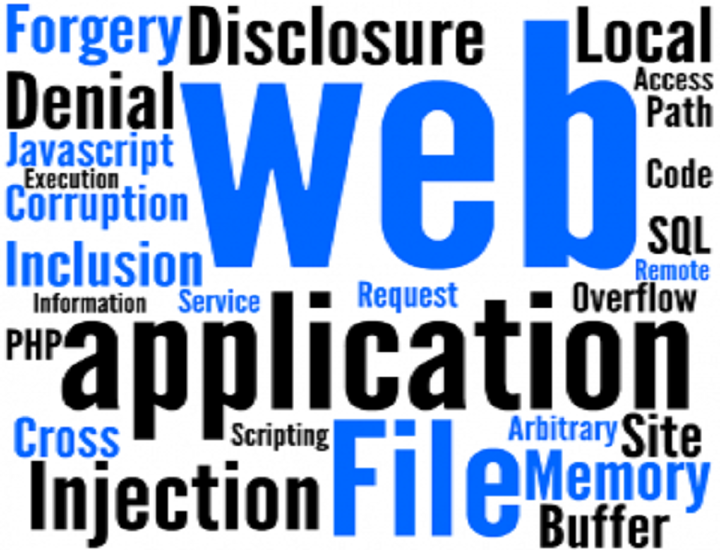 Forgery Disclosure Local
Access
Denial web Path
Javascript
Execution Code
Corruption
SQL
Inclusion Remote
Information Service Request Overflow
PHP application
Cross Scripting File Arbitrary Site
Injection Memory
Buffer